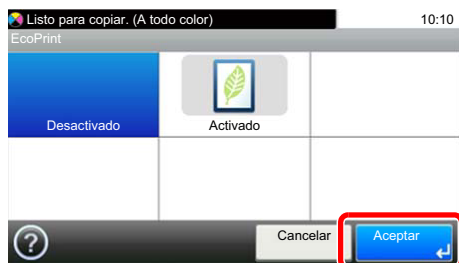 Listo para copiar. (A todo color) 10:10
EcoPrint
Desactivado Activado
?
Cancelar Aceptar